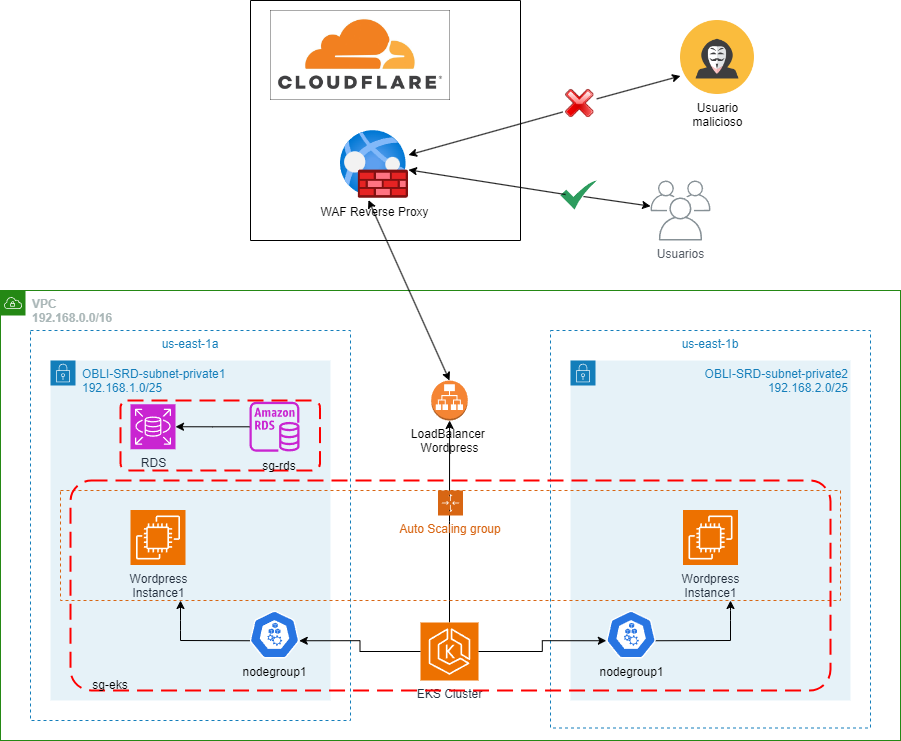 CLOUDFLARE
WAF Reverse Proxy
Usuario
malicioso
Usuarios
VPC
192.168.0.0/16
us-east-1a
us-east-1b
OBLI-SRD-subnet-private1
192.168.1.0/25
OBLI-SRD-subnet-private2
192.168.2.0/25
Amazon
RDS
RDS
sg-rds
LoadBalancer
Wordpress
Auto Scaling group
Wordpress
Instance1
Wordpress
Instance1
nodegroup1
nodegroup1
K
sg-eks
EKS Cluster